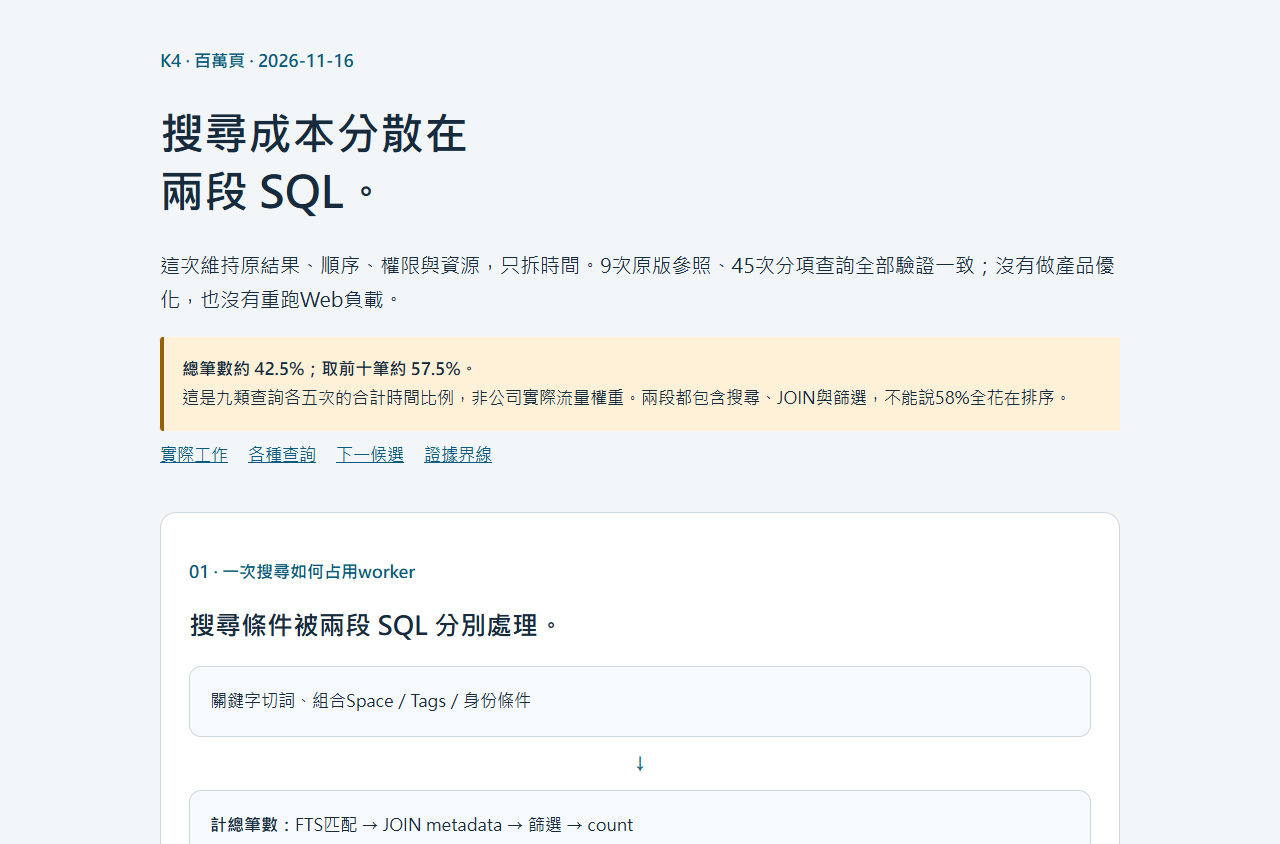 K4 · 百萬頁 · 2026-11-16
搜尋成本分散在
兩段 SQL。
這次維持原結果、順序、權限與資源，只拆時間。9次原版參照、45次分項查詢全部驗證一致；沒有做產品優
化，也沒有重跑Web負載。
總筆數約 42.5%；取前十筆約 57.5%。
這是九類查詢各五次的合計時間比例，非公司實際流量權重。兩段都包含搜尋、JOIN與篩選，不能說58%全花在排序。
實際工作 各種查詢 下一候選 證據界線
01 · 一次搜尋如何占用worker
搜尋條件被兩段 SQL 分別處理。
關鍵字切詞、組合Space / Tags / 身份條件
↓
計總筆數：FTS匹配 → JOIN metadata → 篩選 → count